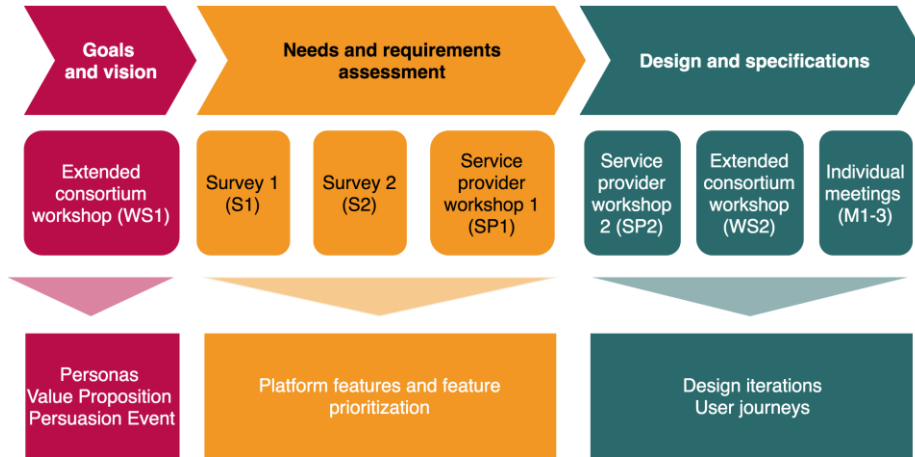 Goals
and vision
Needs and requirements
assessment
Design and specifications
Extended
consortium
workshop (WS1)
Survey 1
(S1)
Survey 2
(S2)
Service
provider
workshop 1
(SP1)
Service
provider
workshop
2 (SP2)
Extended
consortium
workshop
(WS2)
Individual
meetings
(M1-3)
Personas
Value Proposition
Persuasion Event
Platform features and feature
prioritization
Design iterations
User journeys